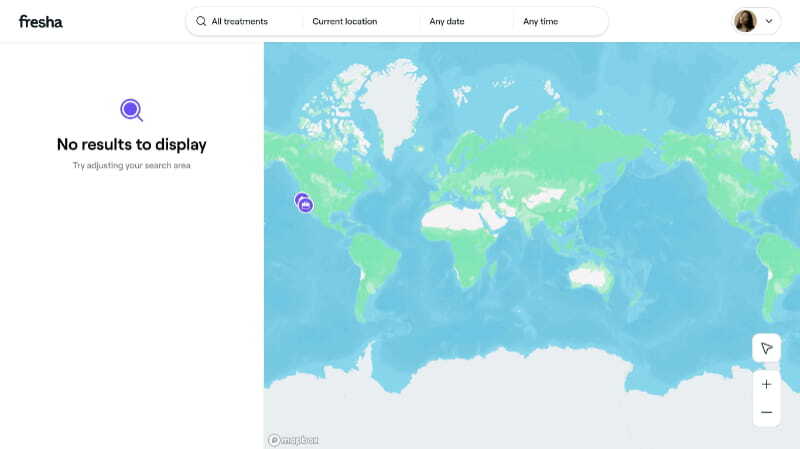 fresha
All treatments
Current location
Any date
Any time
No results to display
Try adjusting your search area
mapbox